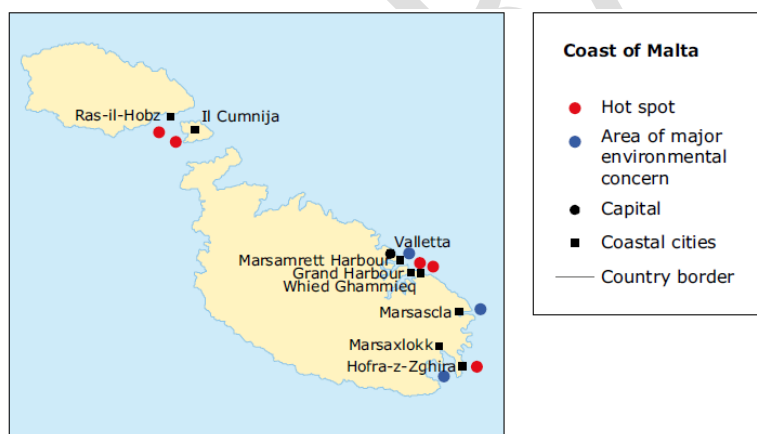 Coast of Malta
Ras-il-Hobz
Il Cumnija
Hot spot
Area of major
environmental
concern
Capital
Valletta
Coastal cities
Marsamrett Harbour
Grand Harbour
Country border
Whied Ghammieq
Marsascla
Marsaxlokk
Hofra-z-Zghira